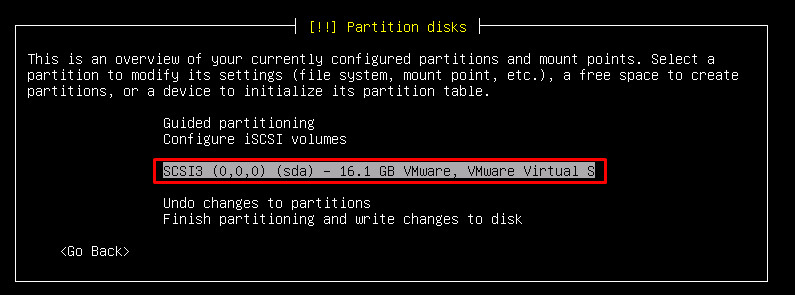 [!!] Partition disks
This is an overview of your currently configured partitions and mount points. Select a
partition to modify its settings (file system, mount point, etc.), a free space to create
partitions, or a device to initialize its partition table.
Guided partitioning
Configure iSCSI volumes
SCSI3 (0,0,0) (sda) - 16.1 GB VMware, VMware Virtual S
Undo changes to partitions
Finish partitioning and write changes to disk
<Go Back>